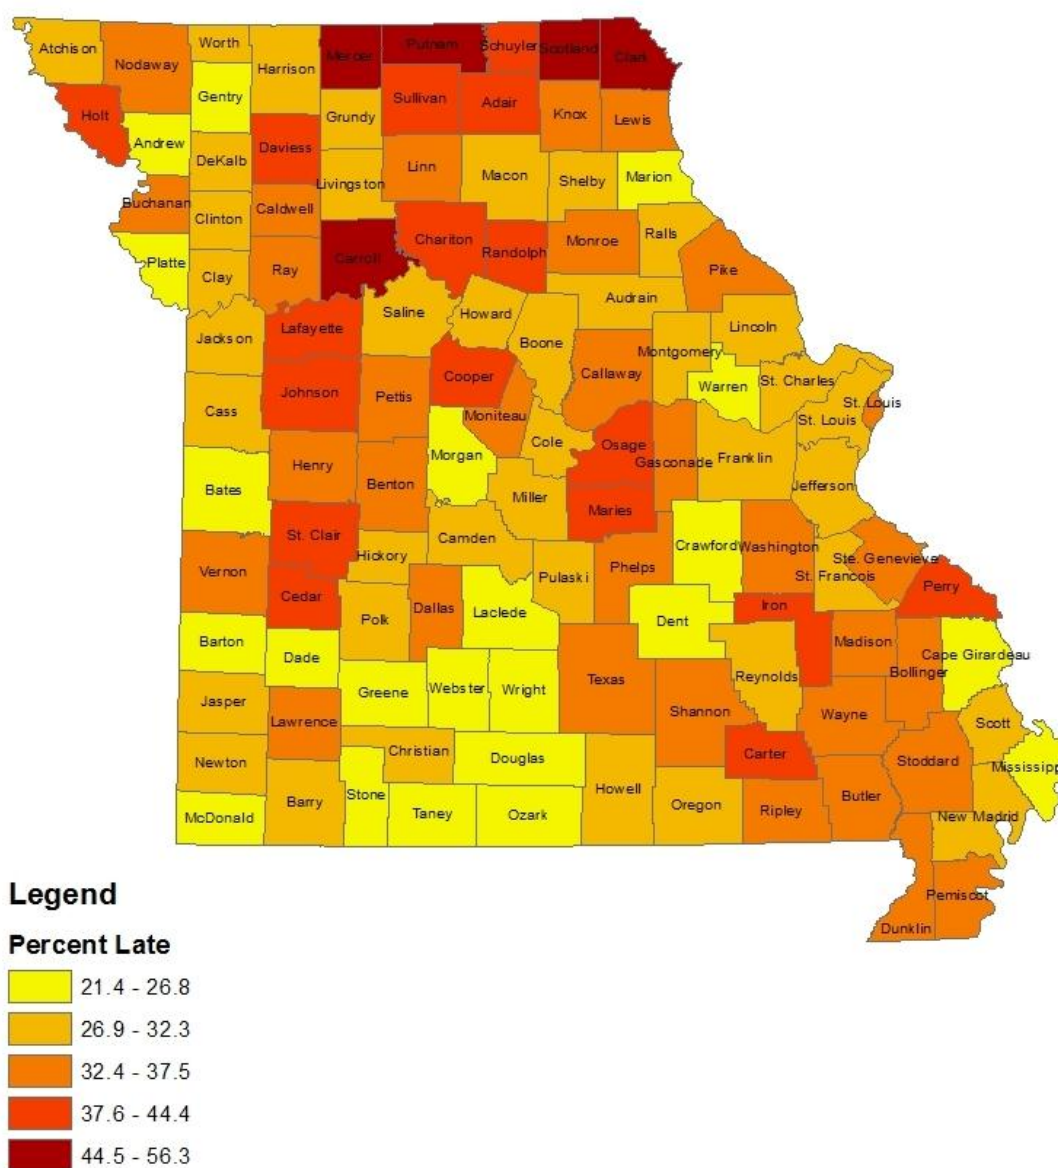 Atchison
Nodaway
Worth
Harrison
Mercer
Putnam
Schuyler
Scotland
Clark
Gentry
Holt
Andrew
DeKalb
Daviess
Grundy
Sullivan
Adair
Knox
Lewis
Linn
Macon
Shelby
Marion
Livingston
Buchanan
Clinton
Caldwell
Platte
Clay
Ray
Carroll
Chariton
Randolph
Monroe
Ralls
Pike
Audrain
Saline
Howard
Boone
Lincoln
Jackson
Lafayette
Montgomery
Callaway
Warren
St. Charles
St. Louis
St. Louis
Cass
Johnson
Pettis
Cooper
Moniteau
Cole
Osage
Gasconade
Franklin
Jefferson
Morgan
Henry
Benton
Miller
Maries
Bates
St. Clair
Hickory
Camden
Pulaski
Phelps
Crawford
Washington
St. Francois
Ste. Genevieve
Perry
Vernon
Cedar
Polk
Dallas
Laclede
Dent
Iron
Madison
Bollinger
Cape Girardeau
Barton
Dade
Greene
Webster
Wright
Texas
Shannon
Reynolds
Wayne
Scott
Jasper
Lawrence
Christian
Douglas
Carter
Stoddard
Mississippi
Newton
Barry
Stone
Taney
Ozark
Howell
Oregon
Ripley
Butler
New Madrid
McDonald
Pemiscot
Dunklin
Legend
Percent Late
21.4 - 26.8
26.9 - 32.3
32.4 - 37.5
37.6 - 44.4
44.5 - 56.3